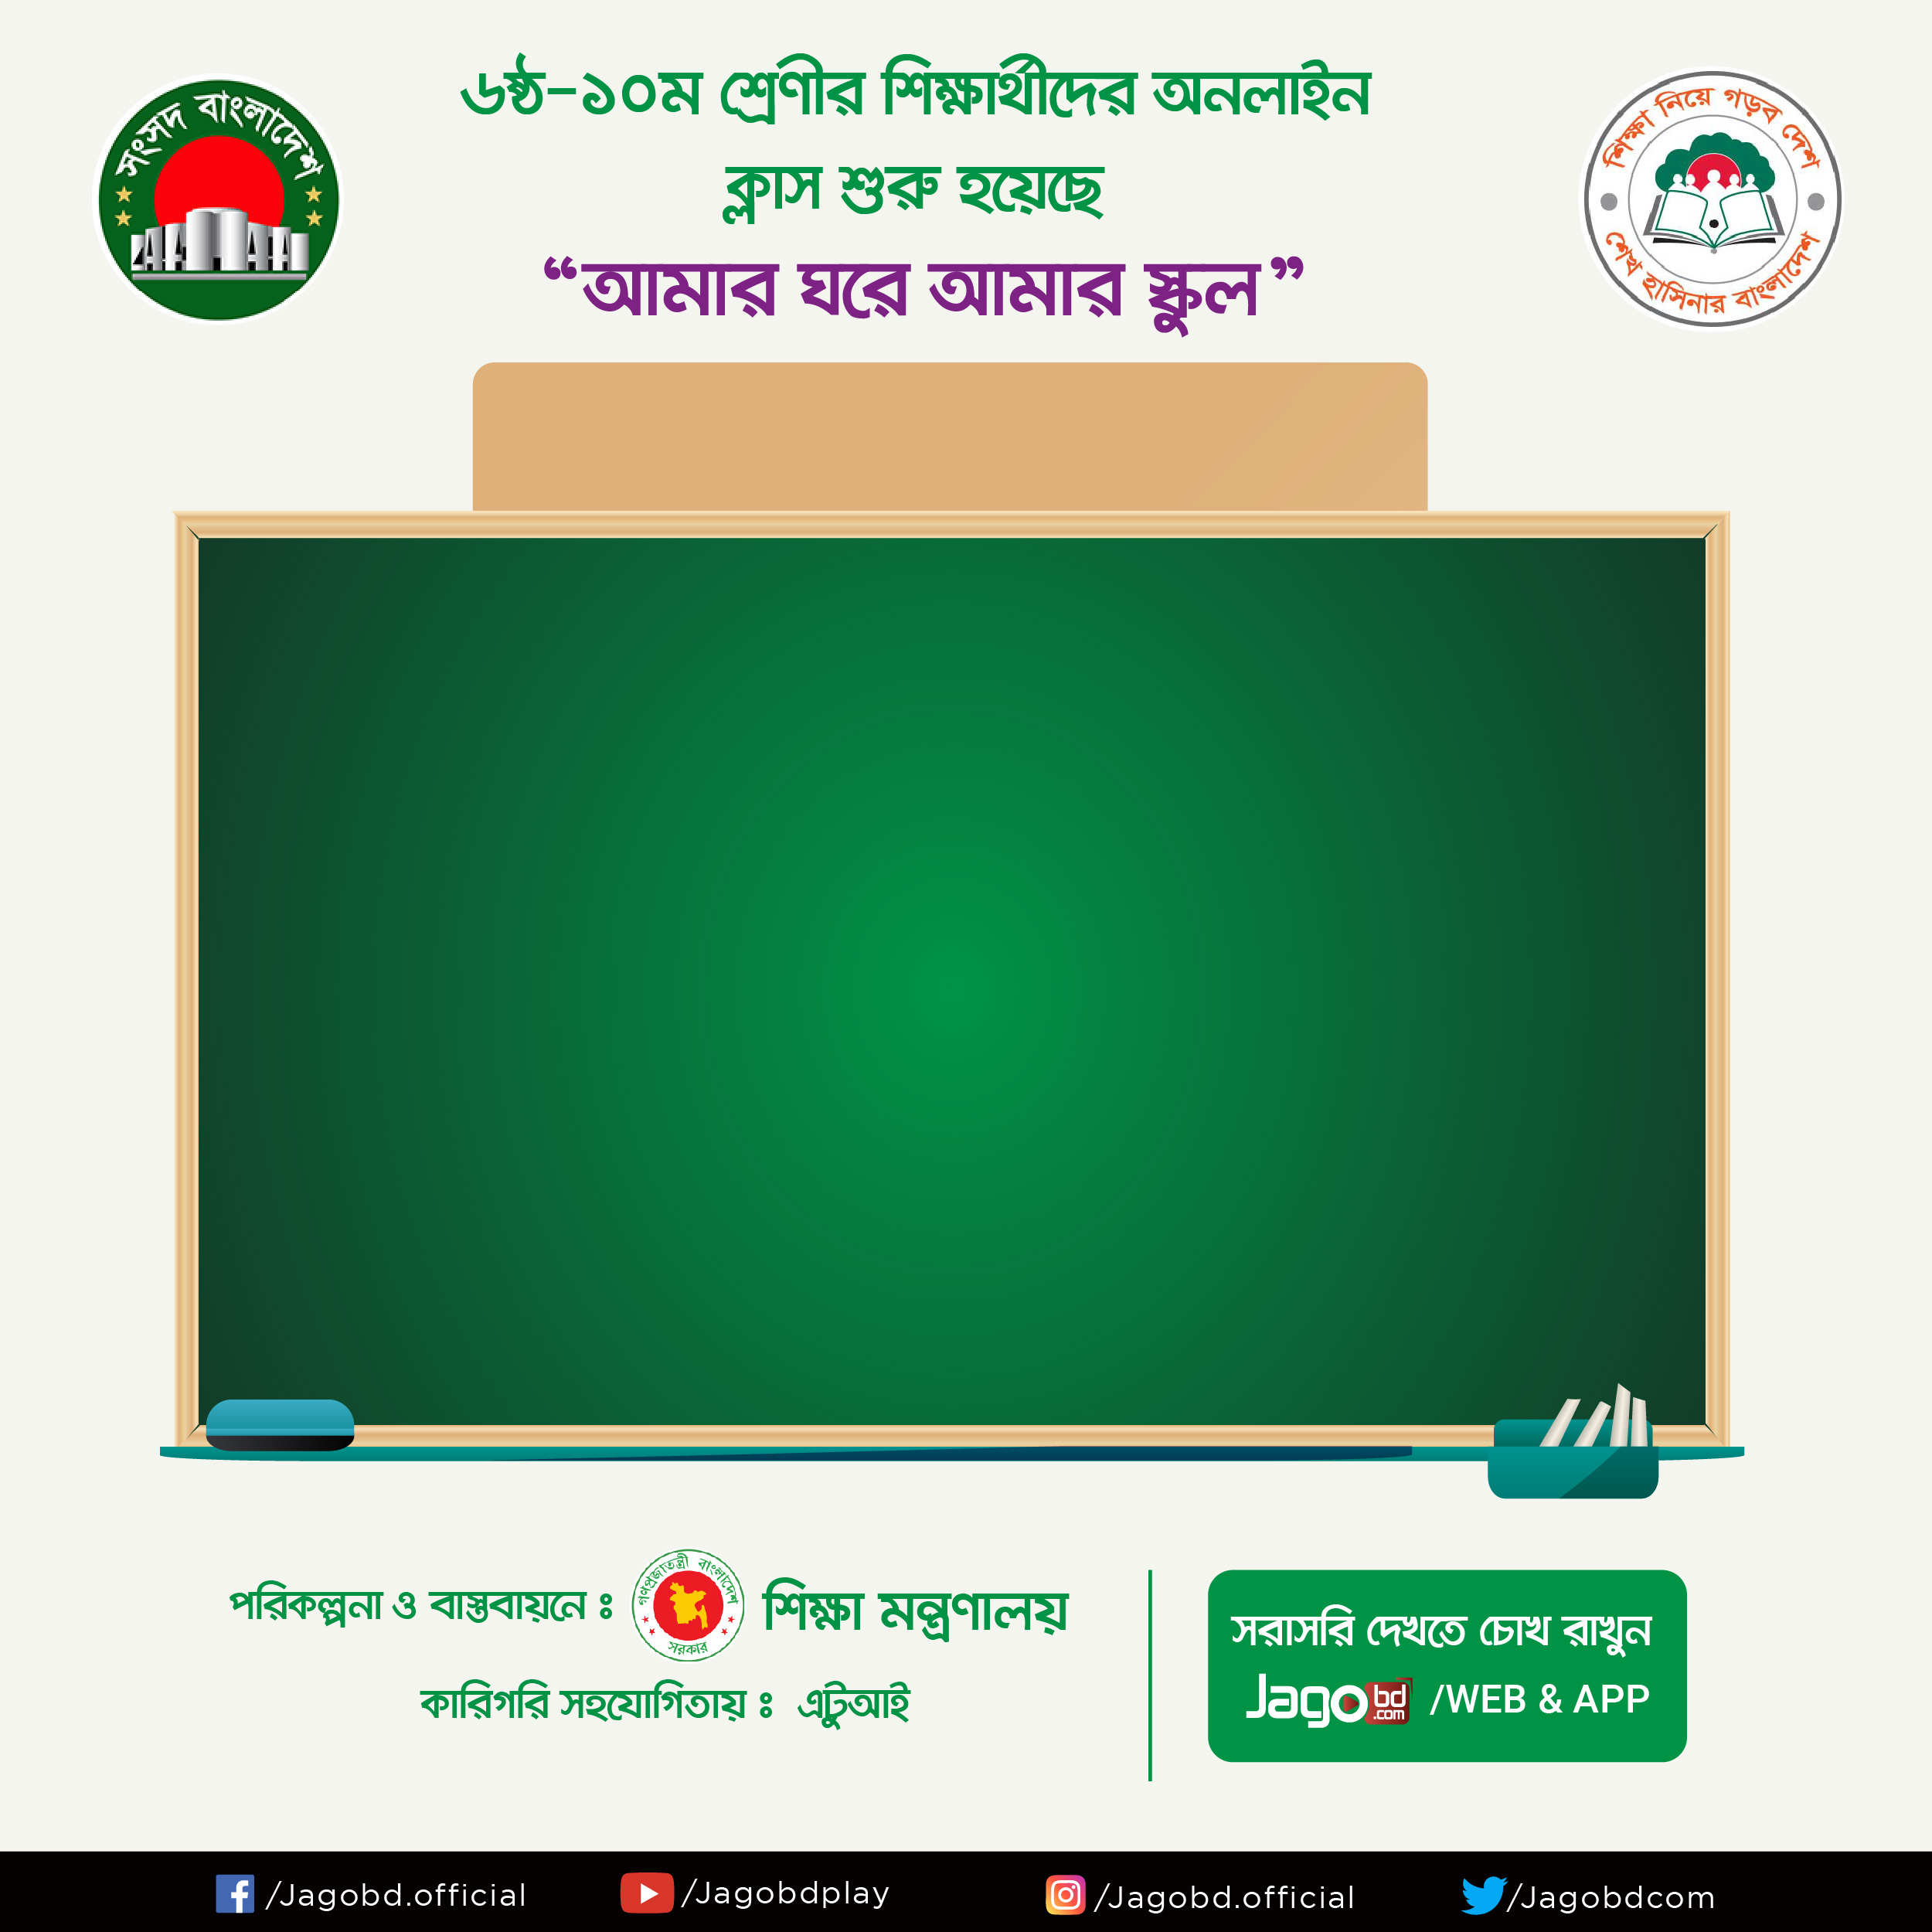 সংসদ বাংলাদেশ
৬ষ্ঠ-১০ম শ্রেণীর শিক্ষার্থীদের অনলাইন
ক্লাস শুরু হয়েছে
“আমার ঘরে আমার স্কুল”
শিক্ষা নিয়ে গড়ব দেশ
শেখ হাসিনার বাংলাদেশ
পরিকল্পনা ও বাস্তবায়নে ঃ
গণপ্রজাতন্ত্রী বাংলাদেশ
সরকার
শিক্ষা মন্ত্রণালয়
কারিগরি সহযোগিতায় ঃ এটুআই
সরাসরি দেখতে চোখ রাখুন
Jagobd.com /WEB & APP
/Jagobd.official
/Jagobdplay
/Jagobd.official
/Jagobdcom